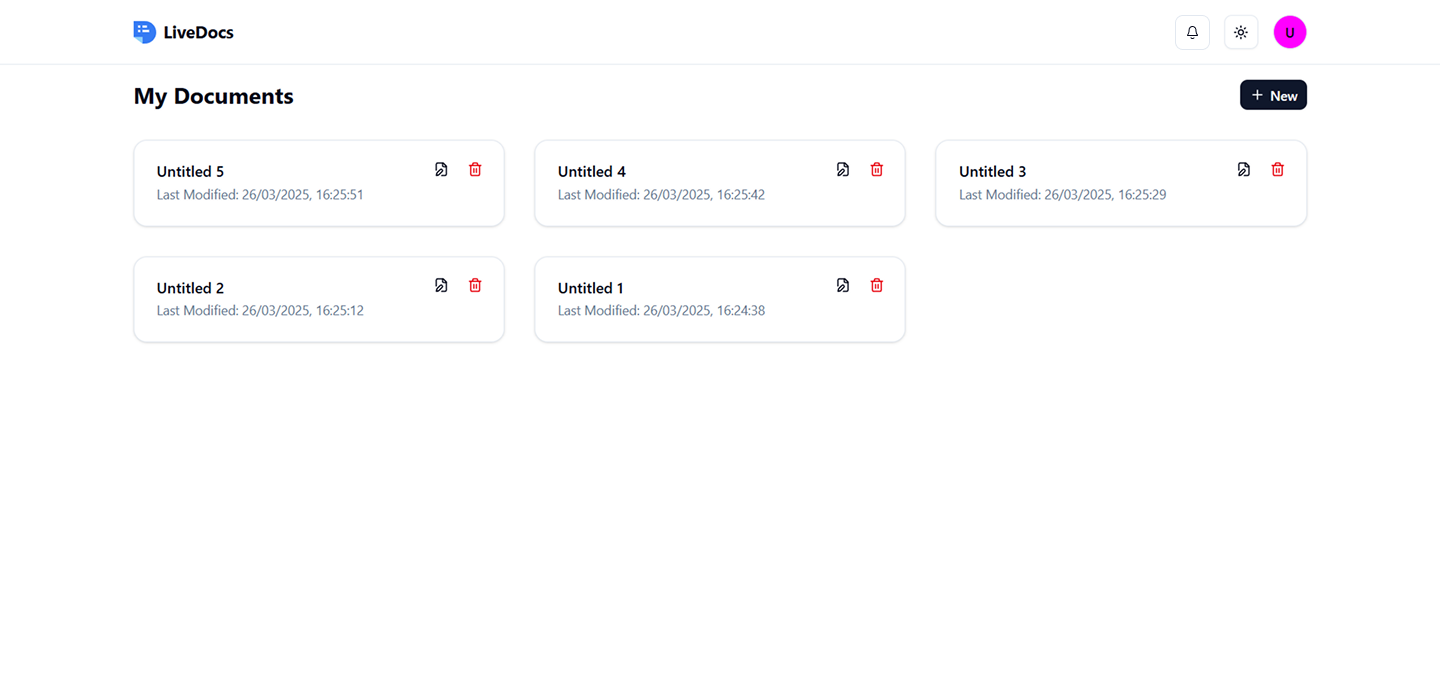 LiveDocs
U
My Documents
+ New
Untitled 5
Last Modified: 26/03/2025, 16:25:51
Untitled 4
Last Modified: 26/03/2025, 16:25:42
Untitled 3
Last Modified: 26/03/2025, 16:25:29
Untitled 2
Last Modified: 26/03/2025, 16:25:12
Untitled 1
Last Modified: 26/03/2025, 16:24:38